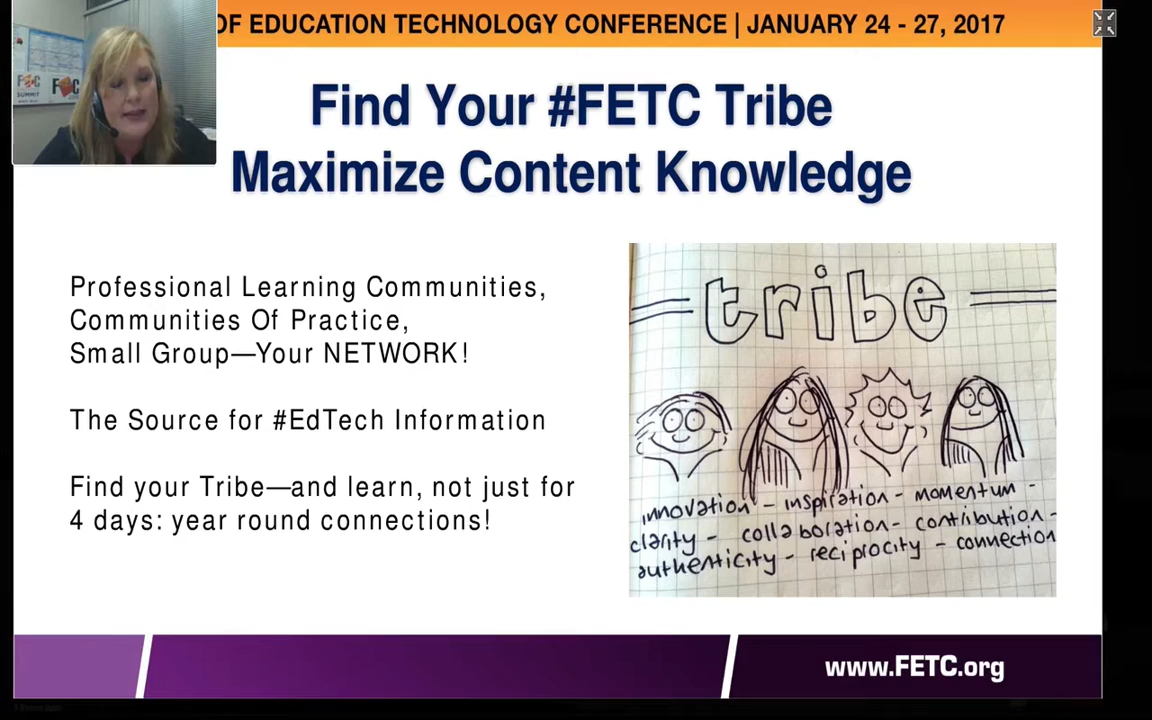 OF EDUCATION TECHNOLOGY CONFERENCE | JANUARY 24 - 27, 2017
Find Your #FETC Tribe
Maximize Content Knowledge
Professional Learning Communities,
Communities Of Practice,
Small Group—Your NETWORK!
The Source for #EdTech Information
Find your Tribe—and learn, not just for
4 days: year round connections!
tribe
innovation - inspiration - momentum -
clarity - collaboration - contribution -
authenticity - reciprocity - connection
www.FETC.org